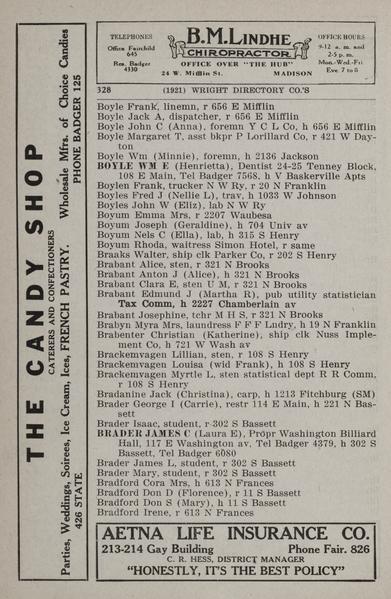 THE CANDY SHOP
CATERERS AND CONFECTIONERS
Parties, Weddings, Soirees, Ice Cream, Ices, FRENCH PASTRY. Wholesale Mfrs. of Choice Candies
426 STATE PHONE BADGER 125
TELEPHONES
Office Fairchild
645
Res. Badger
4330
B.M. LINDHE
CHIROPRACTOR
OFFICE OVER "THE HUB"
24 W. Mifflin St. MADISON
OFFICE HOURS
9-12 a. m. and
2-5 p. m.
Mon.-Wed.-Fri
Eve. 7 to 8
328 (1921) WRIGHT DIRECTORY CO.'S
Boyle Frank, linemn, r 656 E Mifflin
Boyle Jack A, dispatcher, r 656 E Mifflin
Boyle John C (Anna), foremn Y C L Co, h 656 E Mifflin
Boyle Margaret T, asst bkpr P Lorillard Co, r 421 W Day-
ton
Boyle Wm (Minnie), foremn, h 2136 Jackson
BOYLE WM E (Henrietta), Dentist 24-25 Tenney Block,
108 E Main, Tel Badger 7568, h V Baskerville Apts
Boylen Frank, trucker N W Ry, r 20 N Franklin
Boyles Fred J (Nellie L), trav, h 1033 W Johnson
Boyles John W (Eliz), lab N W Ry
Boyum Emma Mrs, r 2207 Waubesa
Boyum Joseph (Geraldine), h 704 Univ av
Boyum Nels C (Ella), lab, h 315 S Henry
Boyum Rhoda, waitress Simon Hotel, r same
Braaks Walter, ship clk Parker Co, r 202 S Henry
Brabant Alice, sten, r 321 N Brooks
Brabant Anton J (Alice), h 321 N Brooks
Brabant Clara E, sten U M, r 321 N Brooks
Brabant Edmund J (Martha R), pub utility statistician
Tax Comm, h 2227 Chamberlain av
Brabant Josephine, tchr M H S, r 321 N Brooks
Brabyn Myra Mrs, laundress F F F Lndry, h 19 N Franklin
Brabenter Christian (Katherine), ship clk Nuss Imple-
ment Co, h 721 W Wash av
Brackemvagen Lillian, sten, r 108 S Henry
Brackemvagen Louisa (wid Frank), h 108 S Henry
Brackenvagen Myrtle L, sten statistical dept R R Comm,
r 108 S Henry
Bradanine Jack (Christina), carp, h 1213 Fitchburg (SM)
Brader George I (Carrie), restr 114 E Main, h 221 N Bas-
sett
Brader Isaac, student, r 302 S Bassett
BRADER JAMES C (Laura E), Propr Washington Billiard
Hall, 117 E Washington av, Tel Badger 4379, h 302 S
Bassett, Tel Badger 6080
Brader James L, student, r 302 S Bassett
Brader Mary, student, r 302 S Bassett
Bradford Cora Mrs, h 613 N Frances
Bradford Don D (Florence), r 11 S Bassett
Bradford Don S (Mary), h 11 S Bassett
Bradford Irene, r 613 N Frances
AETNA LIFE INSURANCE CO.
213-214 Gay Building Phone Fair. 826
C. R. HESS, DISTRICT MANAGER
"HONESTLY, IT'S THE BEST POLICY"